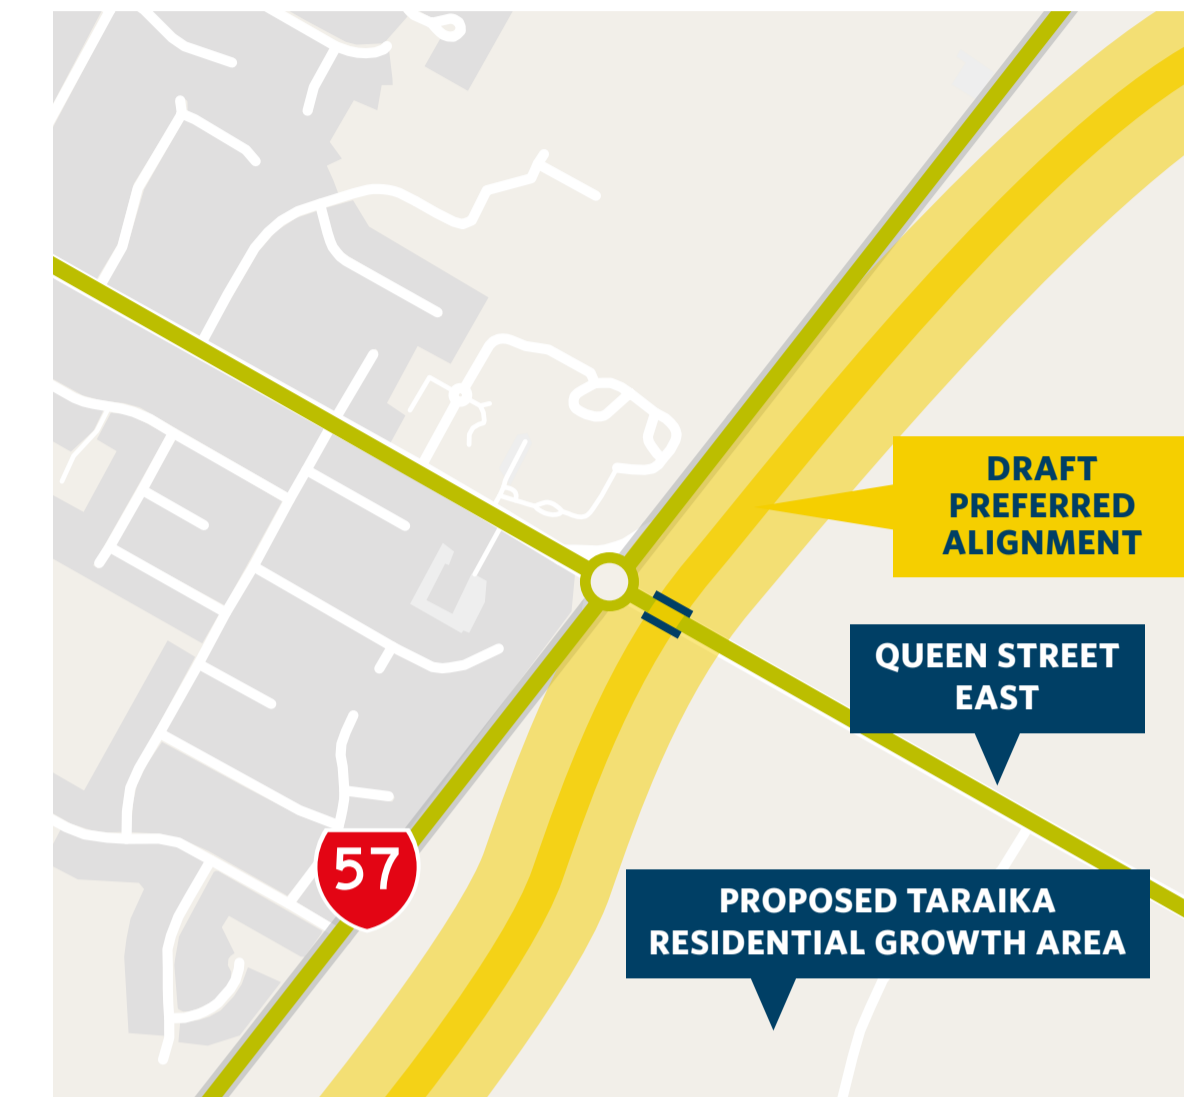 DRAFT
PREFERRED
ALIGNMENT
QUEEN STREET
EAST
57
PROPOSED TARAIKA
RESIDENTIAL GROWTH AREA